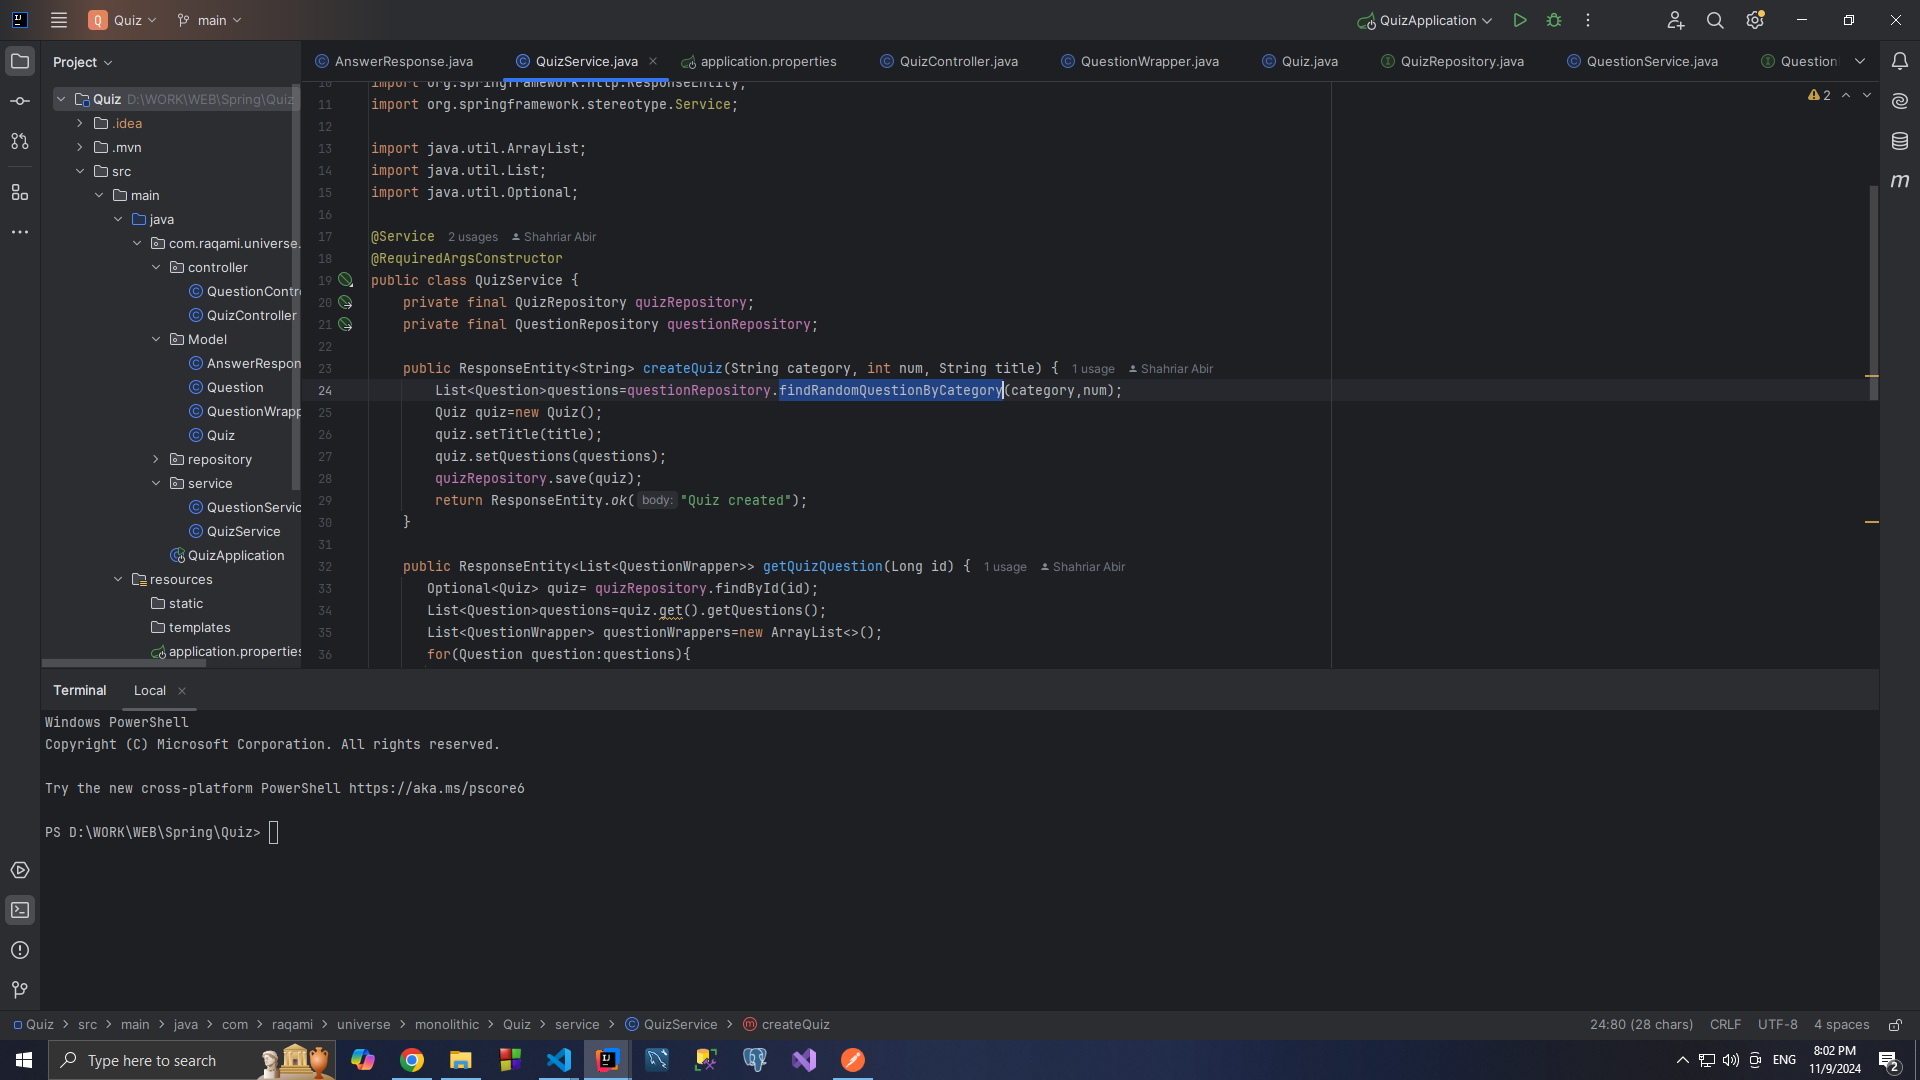 Q Quiz main QuizApplication
Project
Quiz D:\WORK\WEB\Spring\Quiz
.idea
.mvn
src
main
java
com.raqami.universe.
controller
QuestionContr
QuizController
Model
AnswerRespon
Question
QuestionWrapp
Quiz
repository
service
QuestionServic
QuizService
QuizApplication
resources
static
templates
application.properties
AnswerResponse.java QuizService.java application.properties QuizController.java QuestionWrapper.java Quiz.java QuizRepository.java QuestionService.java Question
2
10 import org.springframework.http.ResponseEntity;
11 import org.springframework.stereotype.Service;
12
13 import java.util.ArrayList;
14 import java.util.List;
15 import java.util.Optional;
16
17 @Service 2 usages Shahriar Abir
18 @RequiredArgsConstructor
19 public class QuizService {
20 private final QuizRepository quizRepository;
21 private final QuestionRepository questionRepository;
22
23 public ResponseEntity<String> createQuiz(String category, int num, String title) { 1 usage Shahriar Abir
24 List<Question>questions=questionRepository.findRandomQuestionByCategory(category,num);
25 Quiz quiz=new Quiz();
26 quiz.setTitle(title);
27 quiz.setQuestions(questions);
28 quizRepository.save(quiz);
29 return ResponseEntity.ok( body: "Quiz created");
30 }
31
32 public ResponseEntity<List<QuestionWrapper>> getQuizQuestion(Long id) { 1 usage Shahriar Abir
33 Optional<Quiz> quiz= quizRepository.findById(id);
34 List<Question>questions=quiz.get().getQuestions();
35 List<QuestionWrapper> questionWrappers=new ArrayList<>();
36 for(Question question:questions){
Terminal Local
Windows PowerShell
Copyright (C) Microsoft Corporation. All rights reserved.
Try the new cross-platform PowerShell https://aka.ms/pscore6
PS D:\WORK\WEB\Spring\Quiz>
Quiz > src > main > java > com > raqami > universe > monolithic > Quiz > service > QuizService > createQuiz
24:80 (28 chars) CRLF UTF-8 4 spaces
Type here to search
ENG
8:02 PM
11/9/2024
2